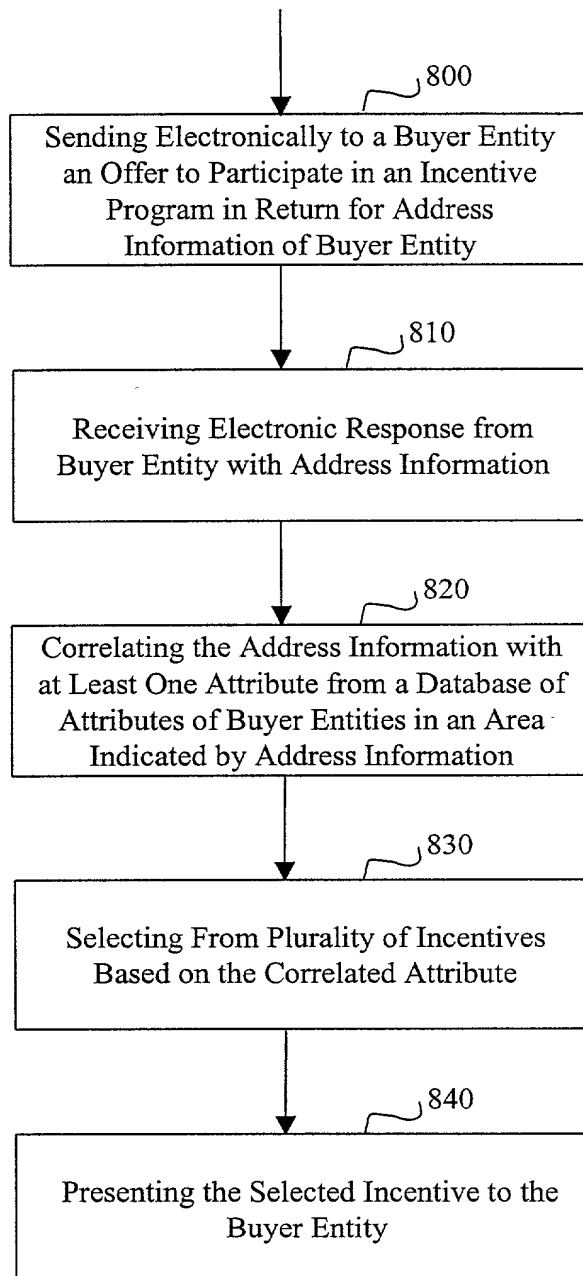 800
Sending Electronically to a Buyer Entity
an Offer to Participate in an Incentive
Program in Return for Address
Information of Buyer Entity
810
Receiving Electronic Response from
Buyer Entity with Address Information
820
Correlating the Address Information with
at Least One Attribute from a Database of
Attributes of Buyer Entities in an Area
Indicated by Address Information
830
Selecting From Plurality of Incentives
Based on the Correlated Attribute
840
Presenting the Selected Incentive to the
Buyer Entity